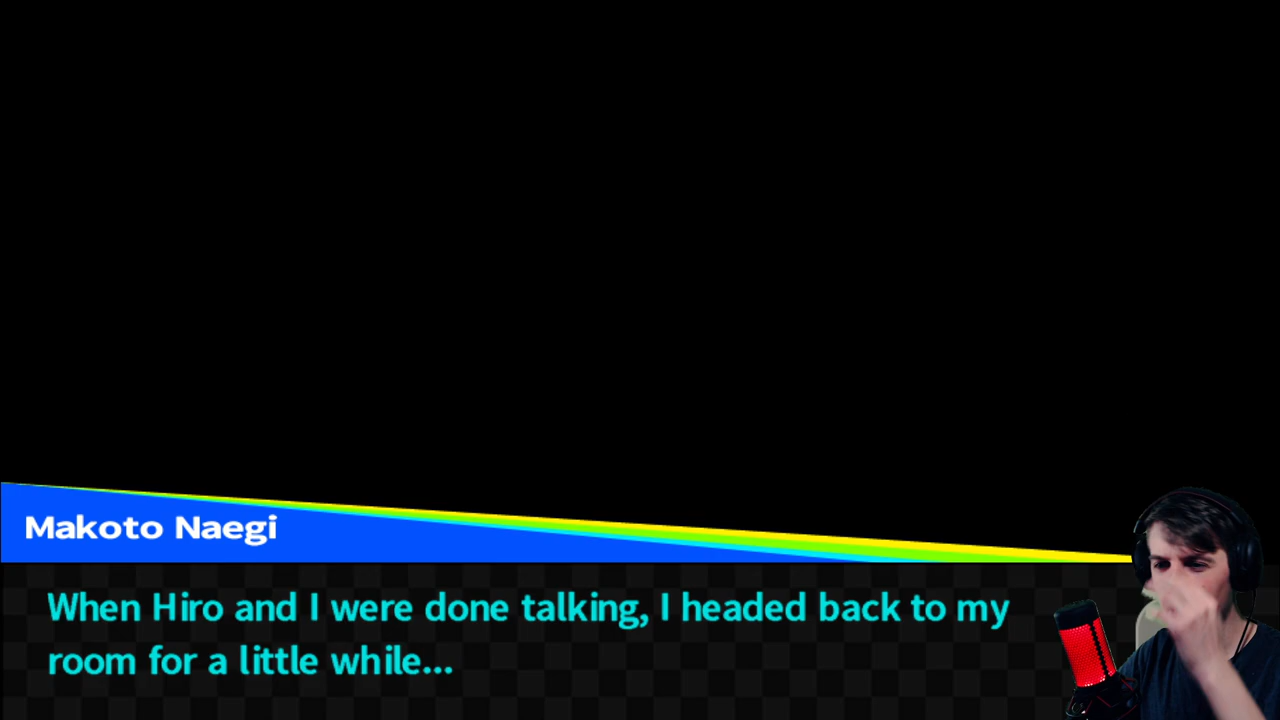 Makoto Naegi
When Hiro and I were done talking, I headed back to my
room for a little while...